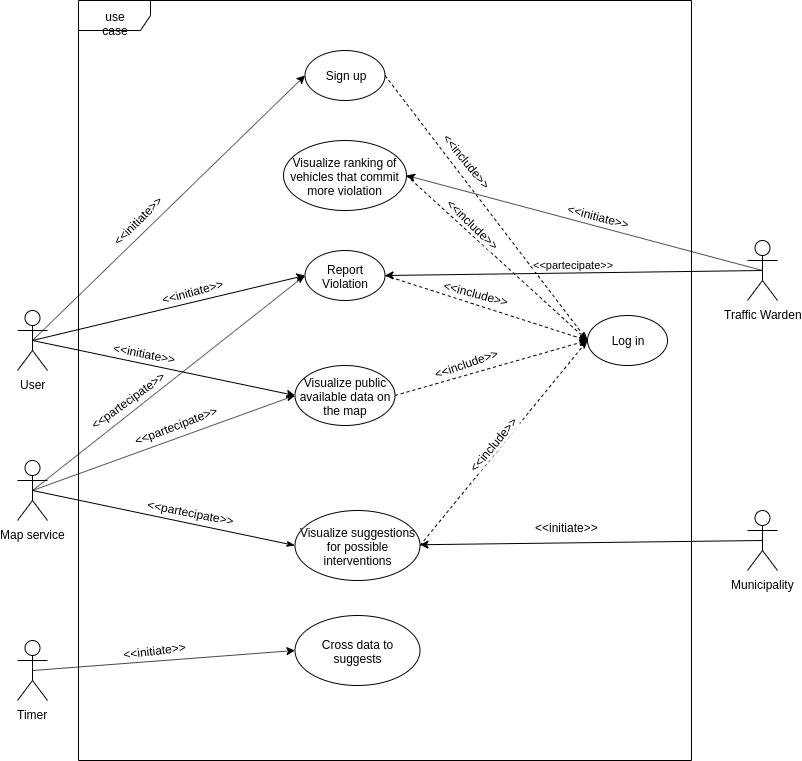 use
case
Sign up
<<include>>
Visualize ranking of
vehicles that commit
more violation
<<initiate>>
<<include>>
<<initiate>>
Report
Violation
<<partecipate>>
<<initiate>>
<<include>>
Traffic Warden
Log in
<<initiate>>
<<include>>
User
Visualize public
available data on
the map
<<partecipate>>
<<partecipate>>
<<include>>
Map service
<<partecipate>>
Visualize suggestions
for possible
interventions
<<initiate>>
Municipality
<<initiate>>
Cross data to
suggests
Timer